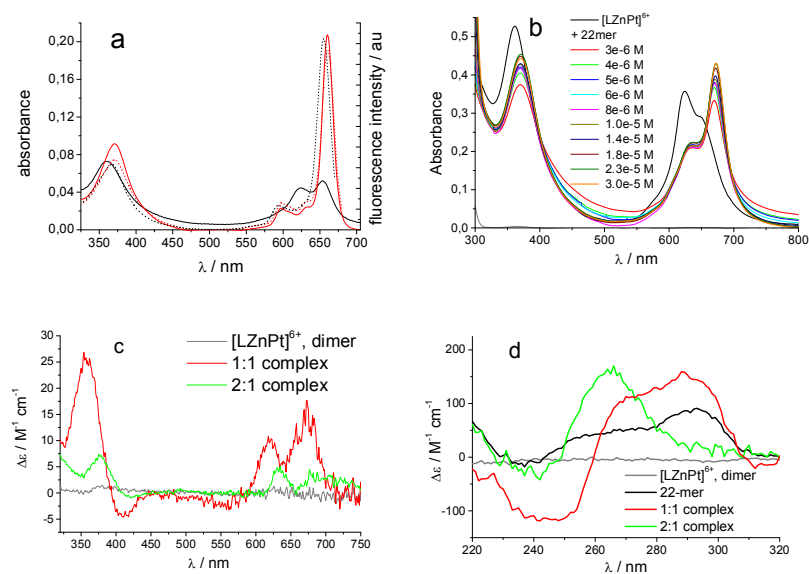 a
0,20
0,16
0,12
0,08
0,04
0,00
350 400 450 500 550 600 650 700
absorbance
fluorescence intensity / au
λ / nm
b
[LZnPt]6+
+ 22mer
3e-6 M
4e-6 M
5e-6 M
6e-6 M
8e-6 M
1.0e-5 M
1.4e-5 M
1.8e-5 M
2.3e-5 M
3.0e-5 M
0,5
0,4
0,3
0,2
0,1
0,0
300 400 500 600 700 800
Absorbance
λ / nm
c
[LZnPt]6+, dimer
1:1 complex
2:1 complex
30
25
20
15
10
5
0
-5
350 400 450 500 550 600 650 700 750
Δε / M-1 cm-1
λ / nm
d
100
0
-100
220 240 260 280 300 320
Δε / M-1 cm-1
λ / nm
[LZnPt]6+, dimer
22-mer
1:1 complex
2:1 complex